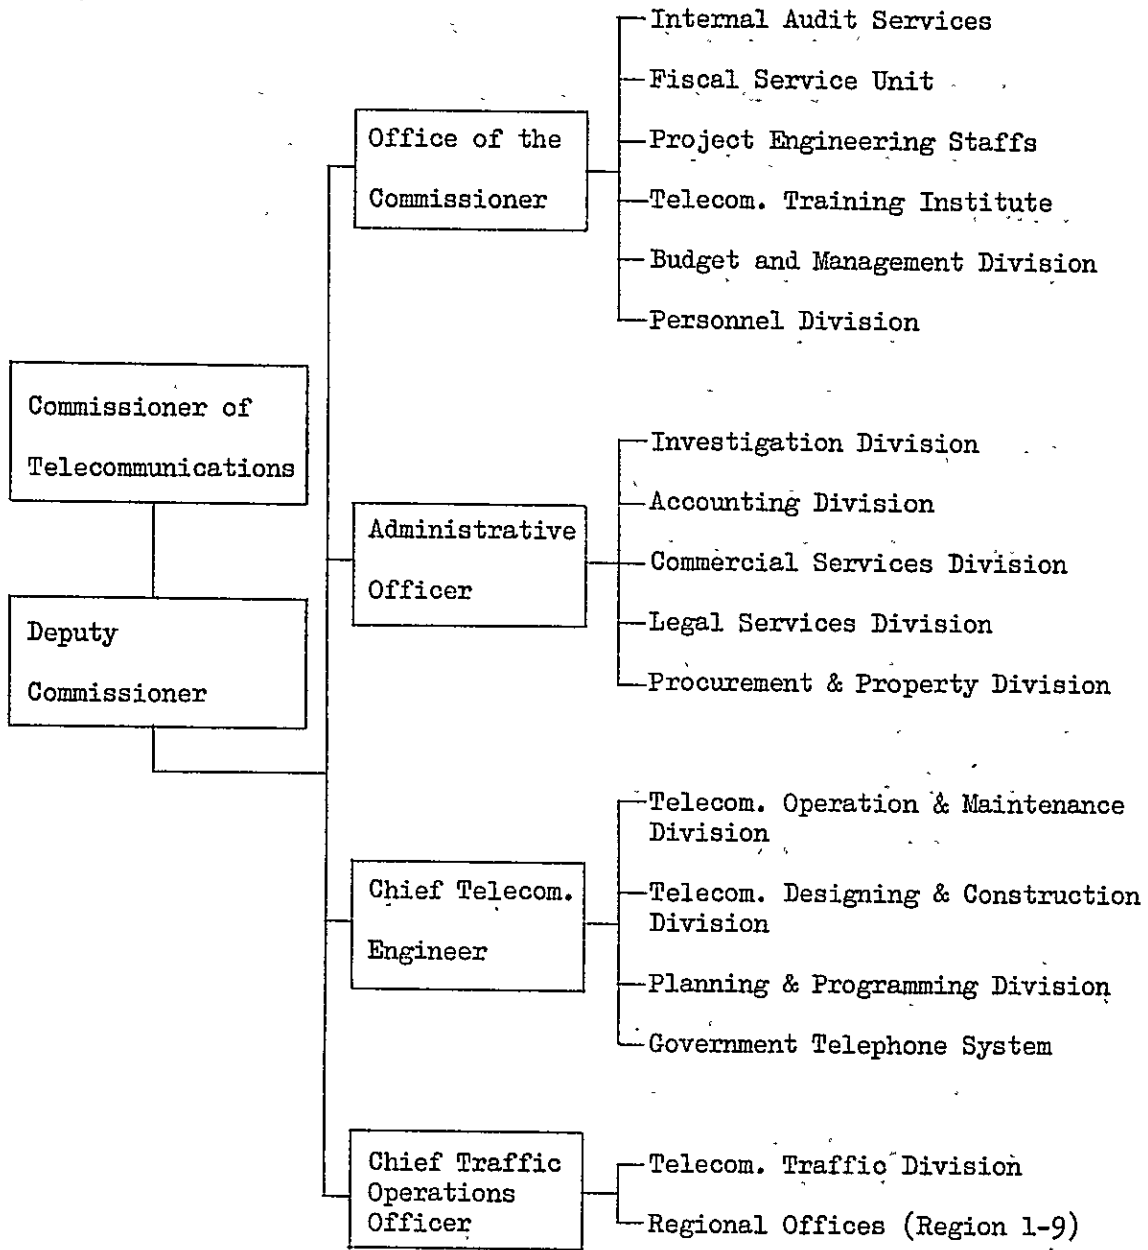 Commissioner of
Telecommunications
Deputy
Commissioner
Office of the
Commissioner
Internal Audit Services
Fiscal Service Unit
Project Engineering Staffs
Telecom. Training Institute
Budget and Management Division
Personnel Division
Administrative
Officer
Investigation Division
Accounting Division
Commercial Services Division
Legal Services Division
Procurement & Property Division
Chief Telecom.
Engineer
Telecom. Operation & Maintenance
Division
Telecom. Designing & Construction
Division
Planning & Programming Division
Government Telephone System
Chief Traffic
Operations
Officer
Telecom. Traffic Division
Regional Offices (Region 1-9)